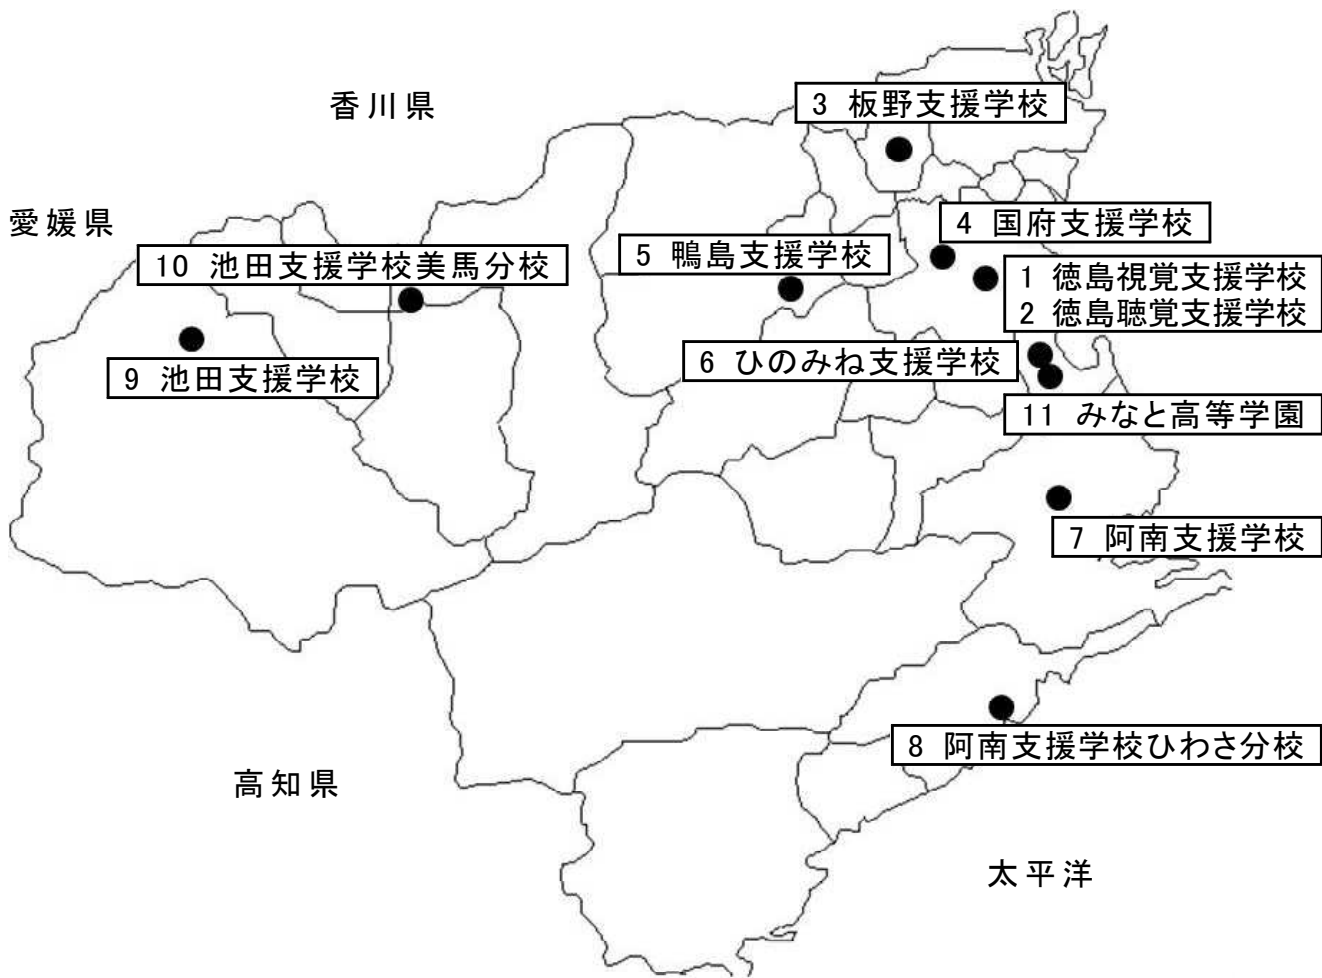 香川県
3 板野支援学校
愛媛県
4 国府支援学校
10 池田支援学校美馬分校
5 鴨島支援学校
1 徳島視覚支援学校
2 徳島聴覚支援学校
9 池田支援学校
6 ひのみね支援学校
11 みなと高等学園
7 阿南支援学校
8 阿南支援学校ひわさ分校
高知県
太平洋